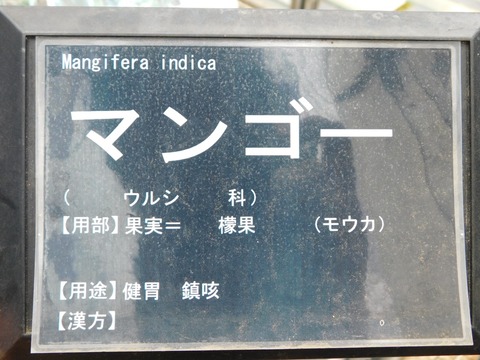 Mangifera indica
マンゴー
(　ウルシ　科)
【用部】果実=　檬果　(モウカ)
【用途】健胃　鎮咳
【漢方】